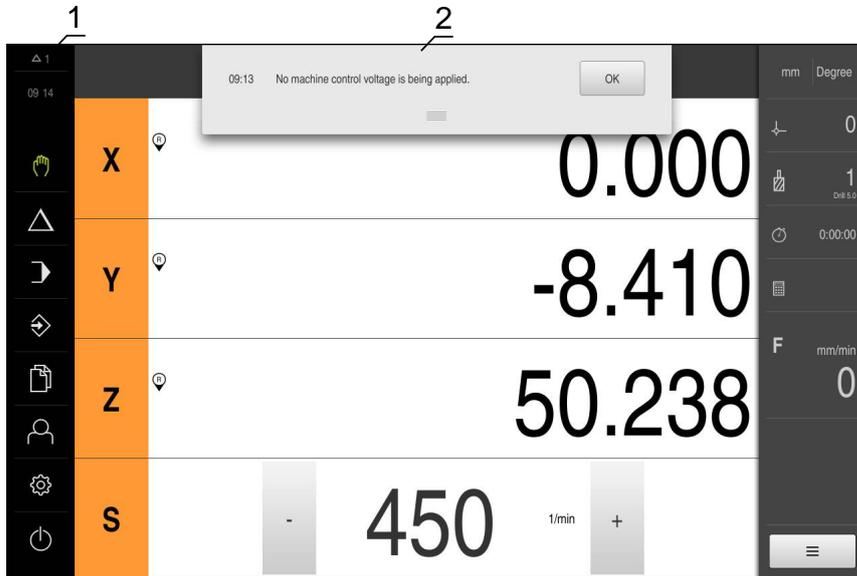 1
2
△ 1
09 14
09:13 No machine control voltage is being applied. OK
mm Degree
X R 0.000
0
1
Drill 5.0
Y R -8.410
0:00:00
Z R 50.238
F mm/min
0
S - 450 1/min +